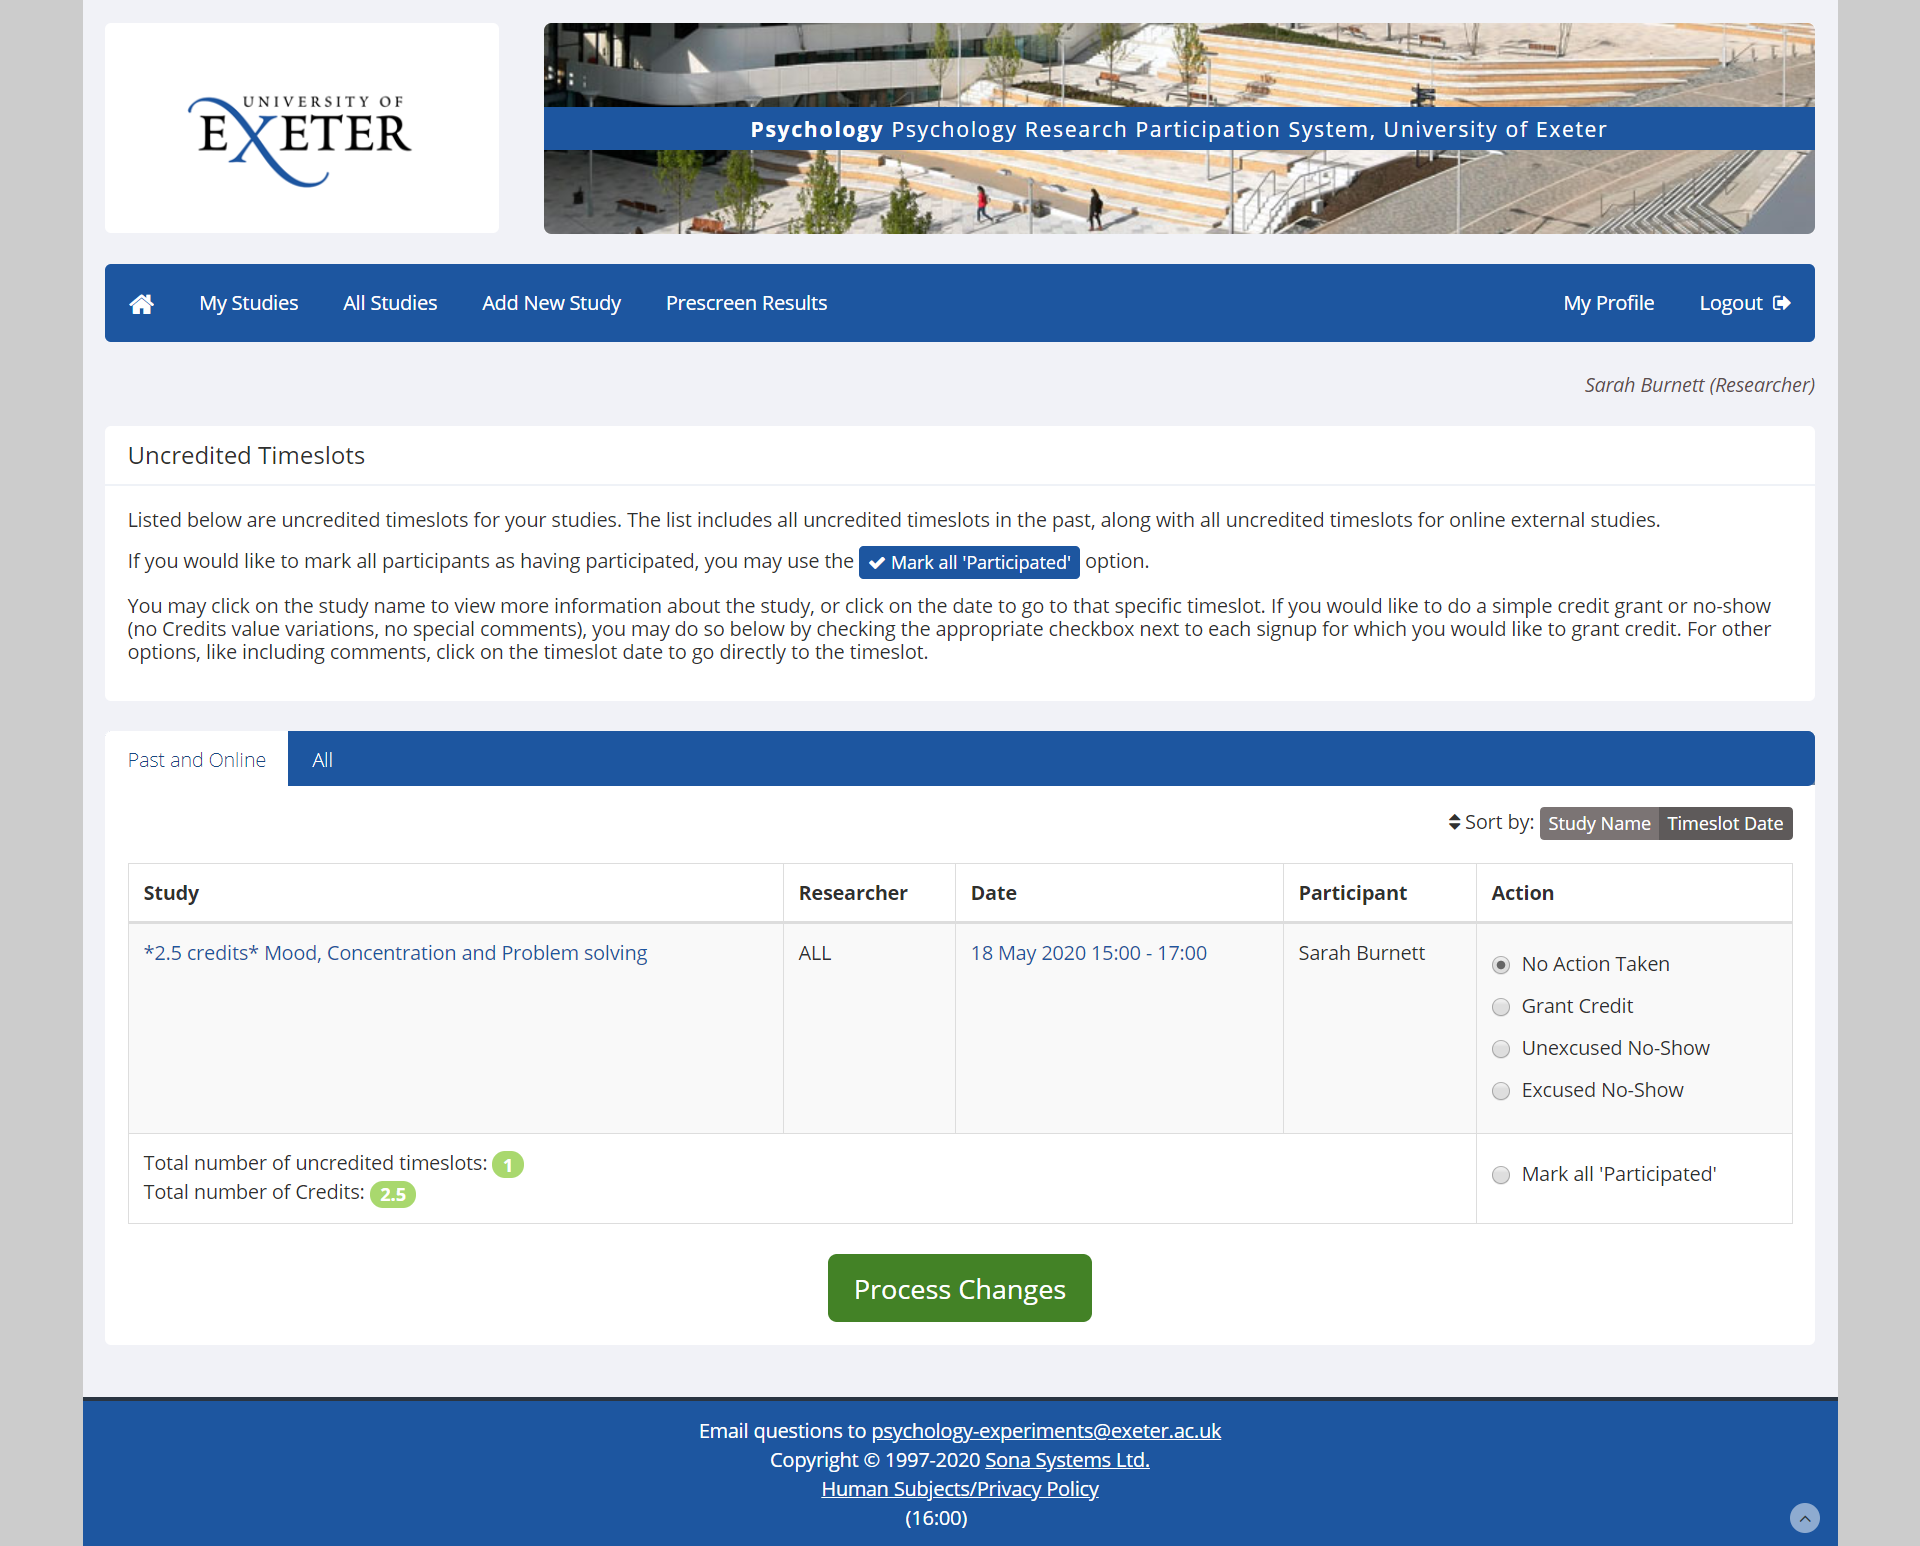 UNIVERSITY OF
EXETER
Psychology Psychology Research Participation System, University of Exeter
My Studies
All Studies
Add New Study
Prescreen Results
My Profile
Logout
Sarah Burnett (Researcher)
Uncredited Timeslots
Listed below are uncredited timeslots for your studies. The list includes all uncredited timeslots in the past, along with all uncredited timeslots for online external studies.
If you would like to mark all participants as having participated, you may use the Mark all 'Participated' option.
You may click on the study name to view more information about the study, or click on the date to go to that specific timeslot. If you would like to do a simple credit grant or no-show
(no Credits value variations, no special comments), you may do so below by checking the appropriate checkbox next to each signup for which you would like to grant credit. For other
options, like including comments, click on the timeslot date to go directly to the timeslot.
Past and Online
All
Sort by: Study Name Timeslot Date
Study
Researcher
Date
Participant
Action
*2.5 credits* Mood, Concentration and Problem solving
ALL
18 May 2020 15:00 - 17:00
Sarah Burnett
No Action Taken
Grant Credit
Unexcused No-Show
Excused No-Show
Total number of uncredited timeslots: 1
Total number of Credits: 2.5
Mark all 'Participated'
Process Changes
Email questions to psychology-experiments@exeter.ac.uk
Copyright © 1997-2020 Sona Systems Ltd.
Human Subjects/Privacy Policy
(16:00)